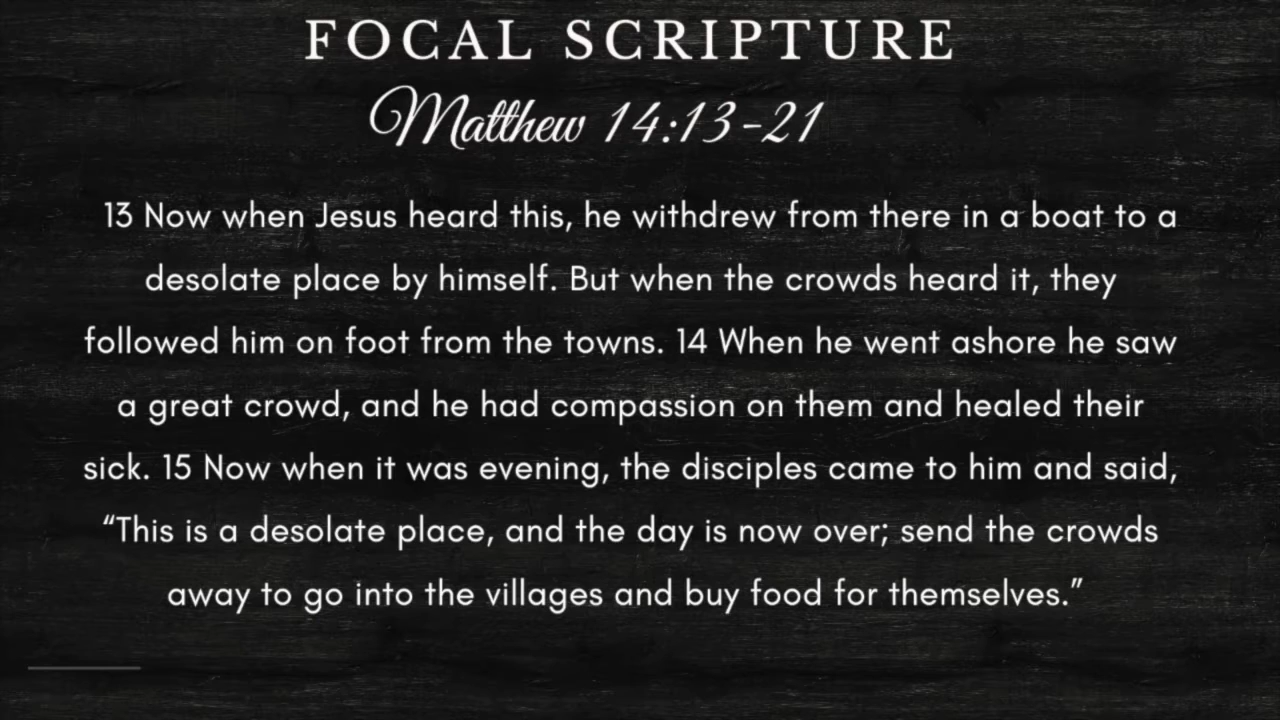 FOCAL SCRIPTURE
Matthew 14:13-21
13 Now when Jesus heard this, he withdrew from there in a boat to a
desolate place by himself. But when the crowds heard it, they
followed him on foot from the towns. 14 When he went ashore he saw
a great crowd, and he had compassion on them and healed their
sick. 15 Now when it was evening, the disciples came to him and said,
“This is a desolate place, and the day is now over; send the crowds
away to go into the villages and buy food for themselves.”